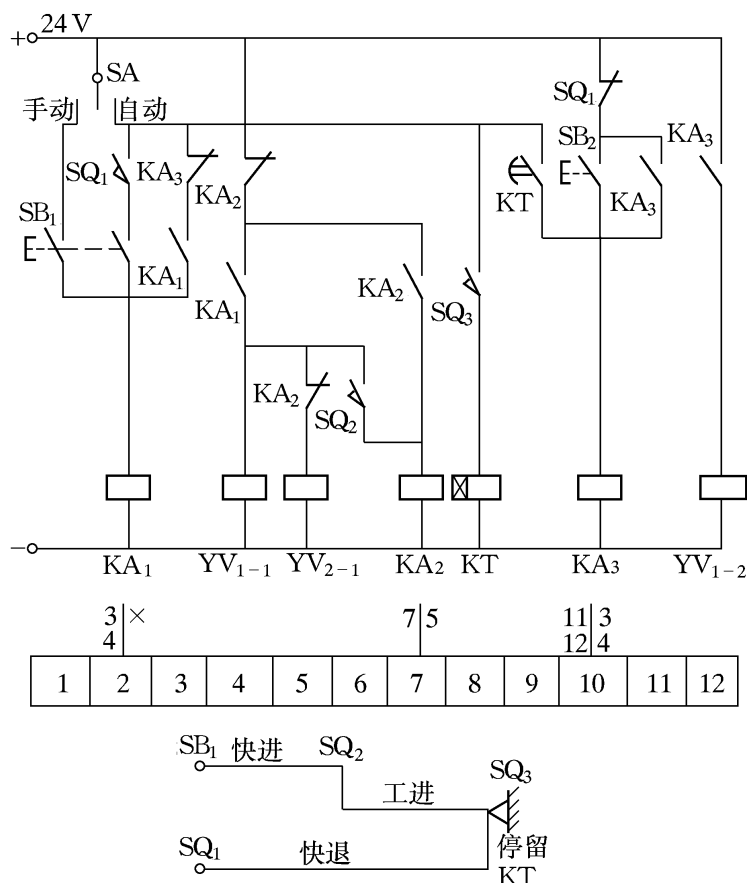 + 24 V
SA
手动 自动
SQ₁
SB₂
KA₃
SQ₁
KA₃
KA₂
KT
KA₃
SB₁
KA₁
KA₁
KA₂
SQ₃
KA₂
SQ₂
−
KA₁ YV₁₋₁ YV₂₋₁ KA₂ KT KA₃ YV₁₋₂
3 × 7 5 11 3
4 12 4
1 2 3 4 5 6 7 8 9 10 11 12
SB₁ 快进 SQ₂
SQ₃
工进
SQ₁ 快退 停留
KT